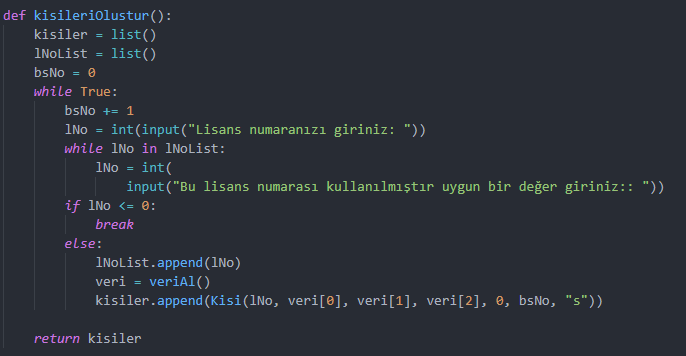 def kisileriOlustur():
    kisiler = list()
    lNoList = list()
    bsNo = 0
    while True:
        bsNo += 1
        lNo = int(input("Lisans numaranızı giriniz: "))
        while lNo in lNoList:
            lNo = int(
                input("Bu lisans numarası kullanılmıştır uygun bir değer giriniz:: "))
        if lNo <= 0:
            break
        else:
            lNoList.append(lNo)
            veri = veriAl()
            kisiler.append(Kisi(lNo, veri[0], veri[1], veri[2], 0, bsNo, "s"))
    return kisiler